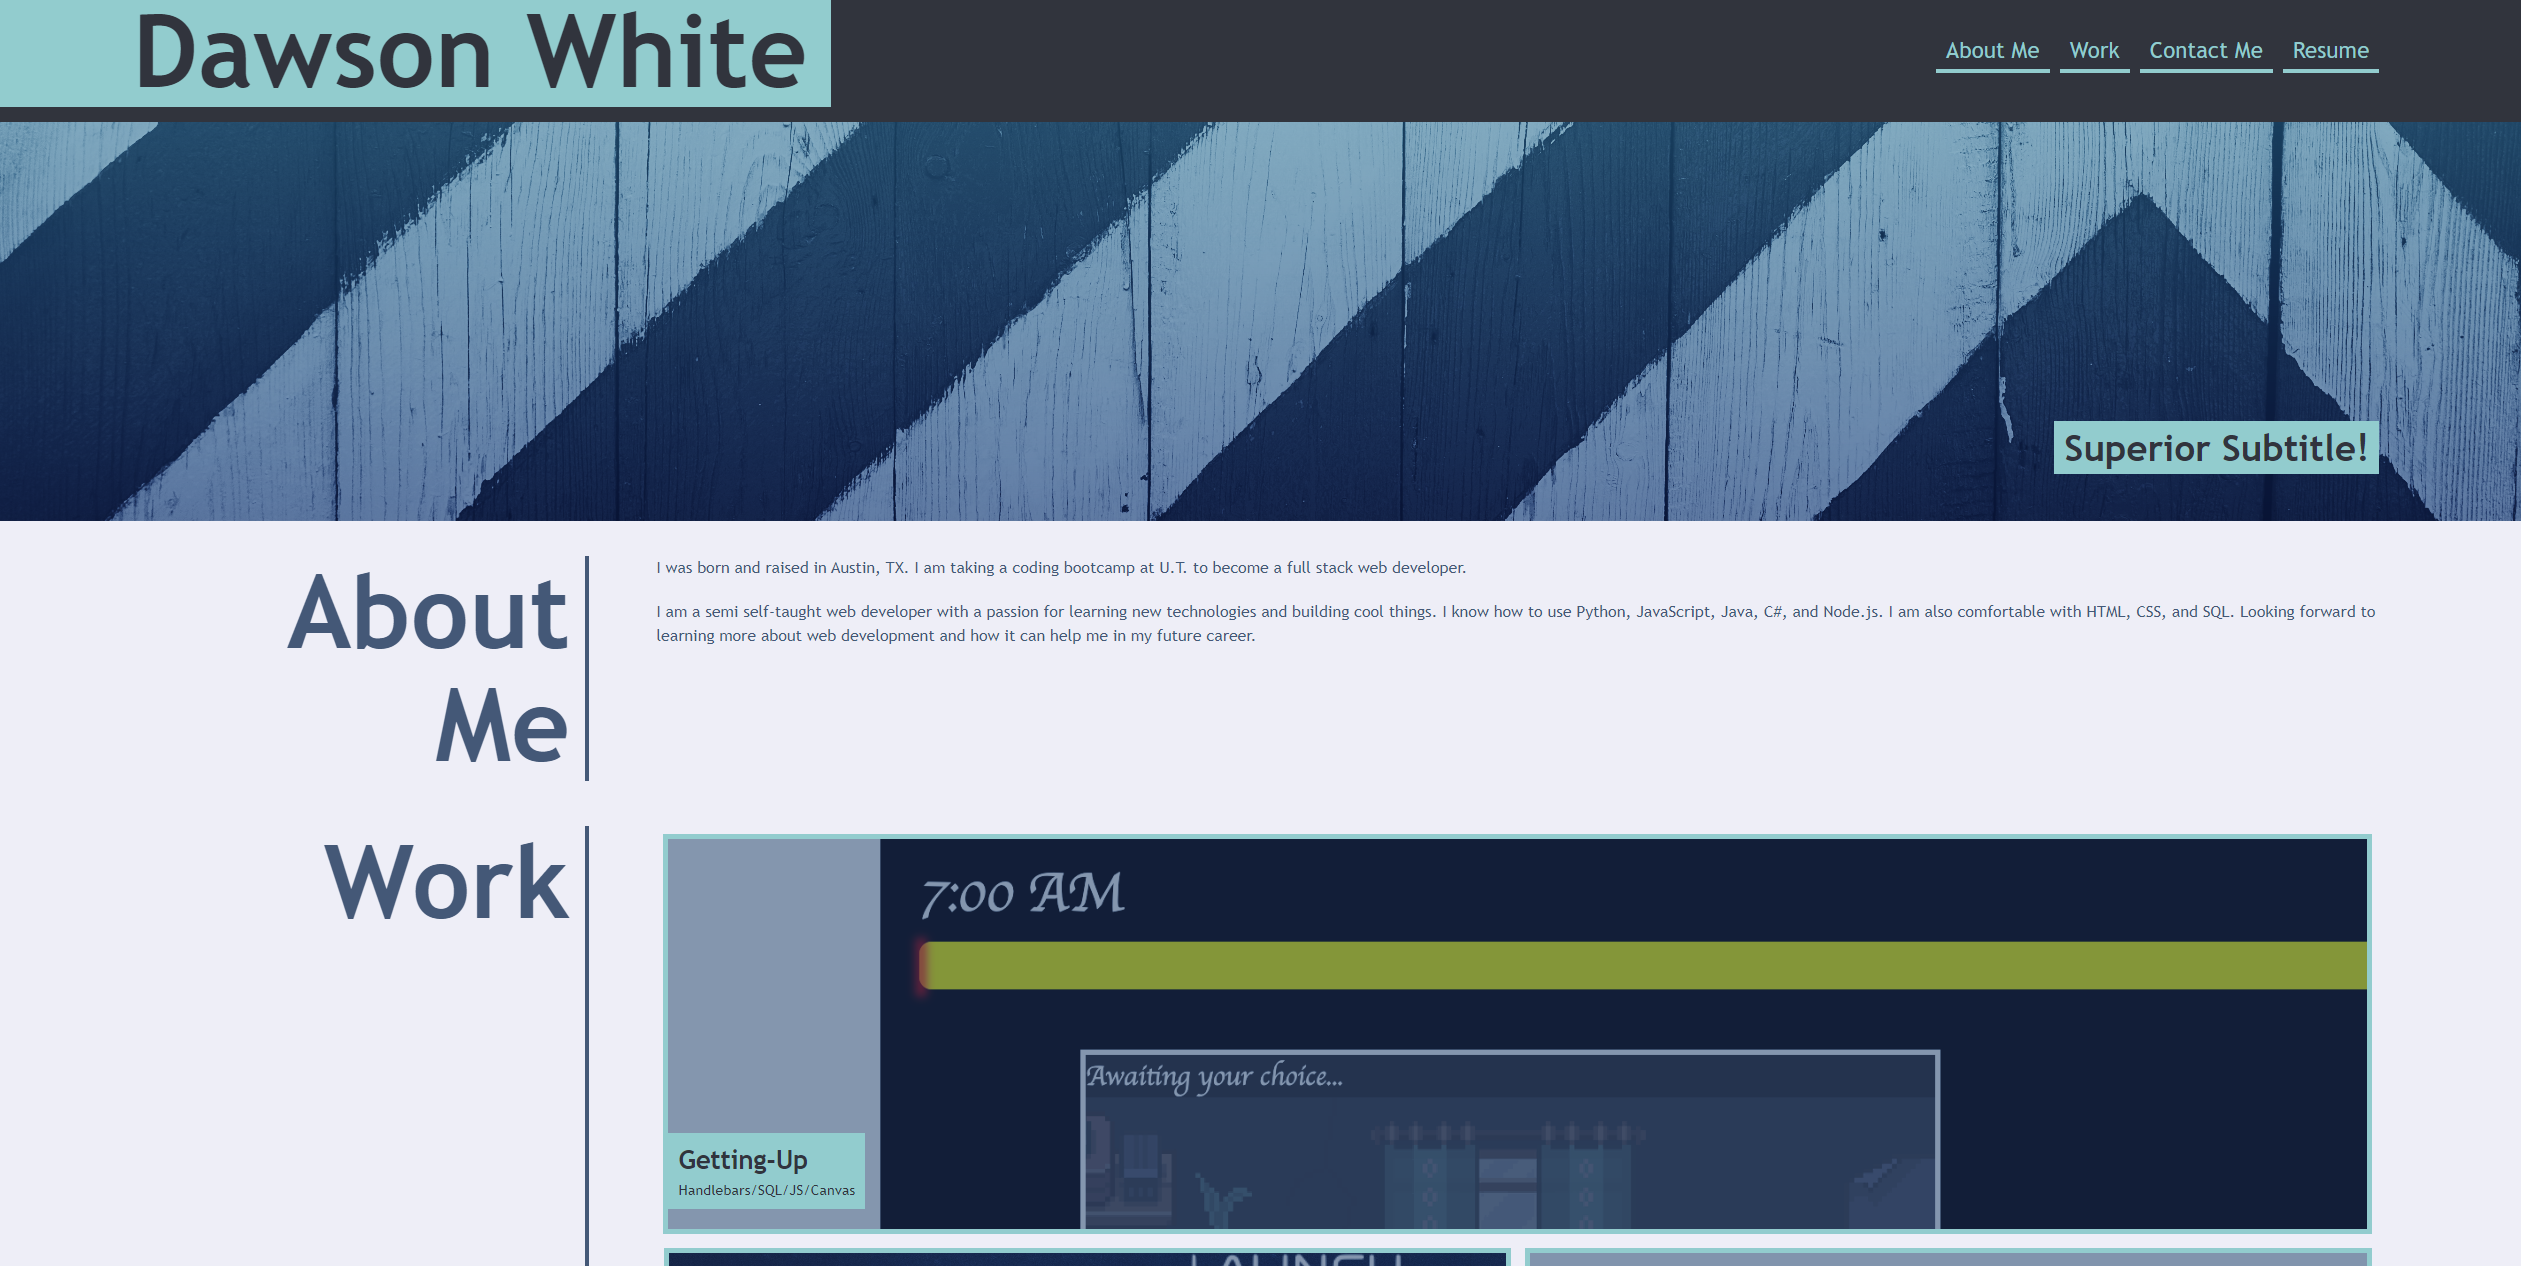 Dawson White
About Me Work Contact Me Resume
Superior Subtitle!
About
Me
I was born and raised in Austin, TX. I am taking a coding bootcamp at U.T. to become a full stack web developer.
I am a semi self-taught web developer with a passion for learning new technologies and building cool things. I know how to use Python, JavaScript, Java, C#, and Node.js. I am also comfortable with HTML, CSS, and SQL. Looking forward to
learning more about web development and how it can help me in my future career.
Work
7:00 AM
Awaiting your choice...
Getting-Up
Handlebars/SQL/JS/Canvas